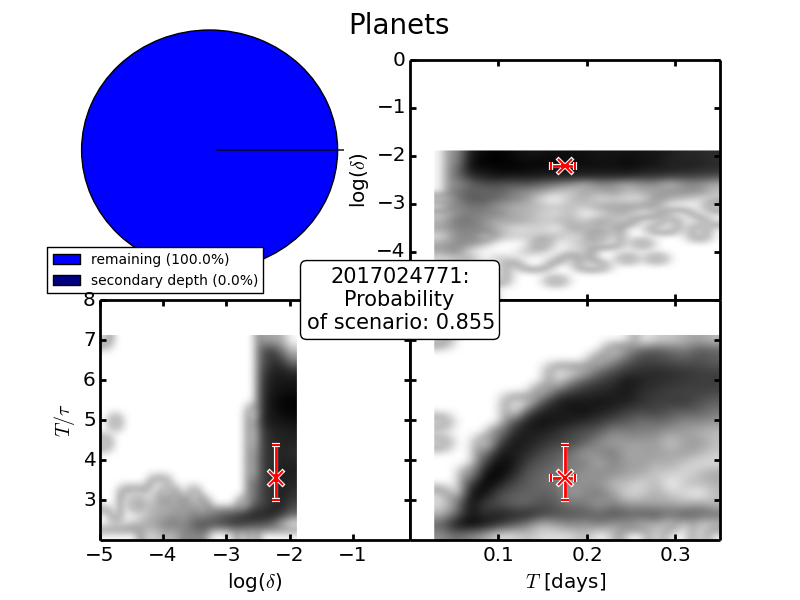 Planets
remaining (100.0%)
secondary depth (0.0%)
0
−1
−2
−3
−4
log(δ)
2017024771:
Probability
of scenario: 0.855
8
7
6
5
4
3
T/τ
−5
−4
−3
−2
−1
log(δ)
0.1
0.2
0.3
T [days]